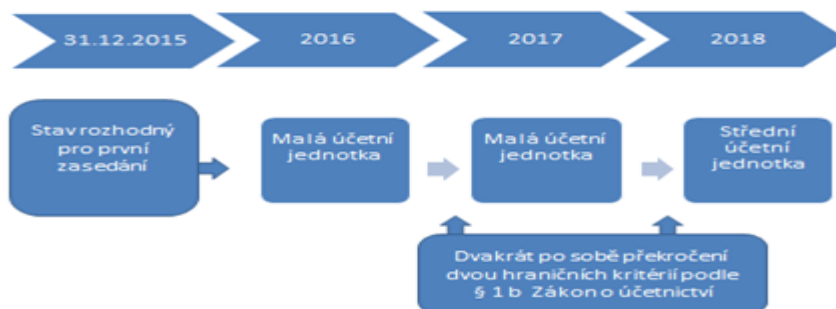 31.12.2015
2016
2017
2018
Stav rozhodný
pro první
zasedání
Malá účetní
jednotka
Malá účetní
jednotka
Střední
účetní
jednotka
Dvakrát po sobě překročení
dvou hraničních kritérií podle
§ 1 b Zákon o účetnictví